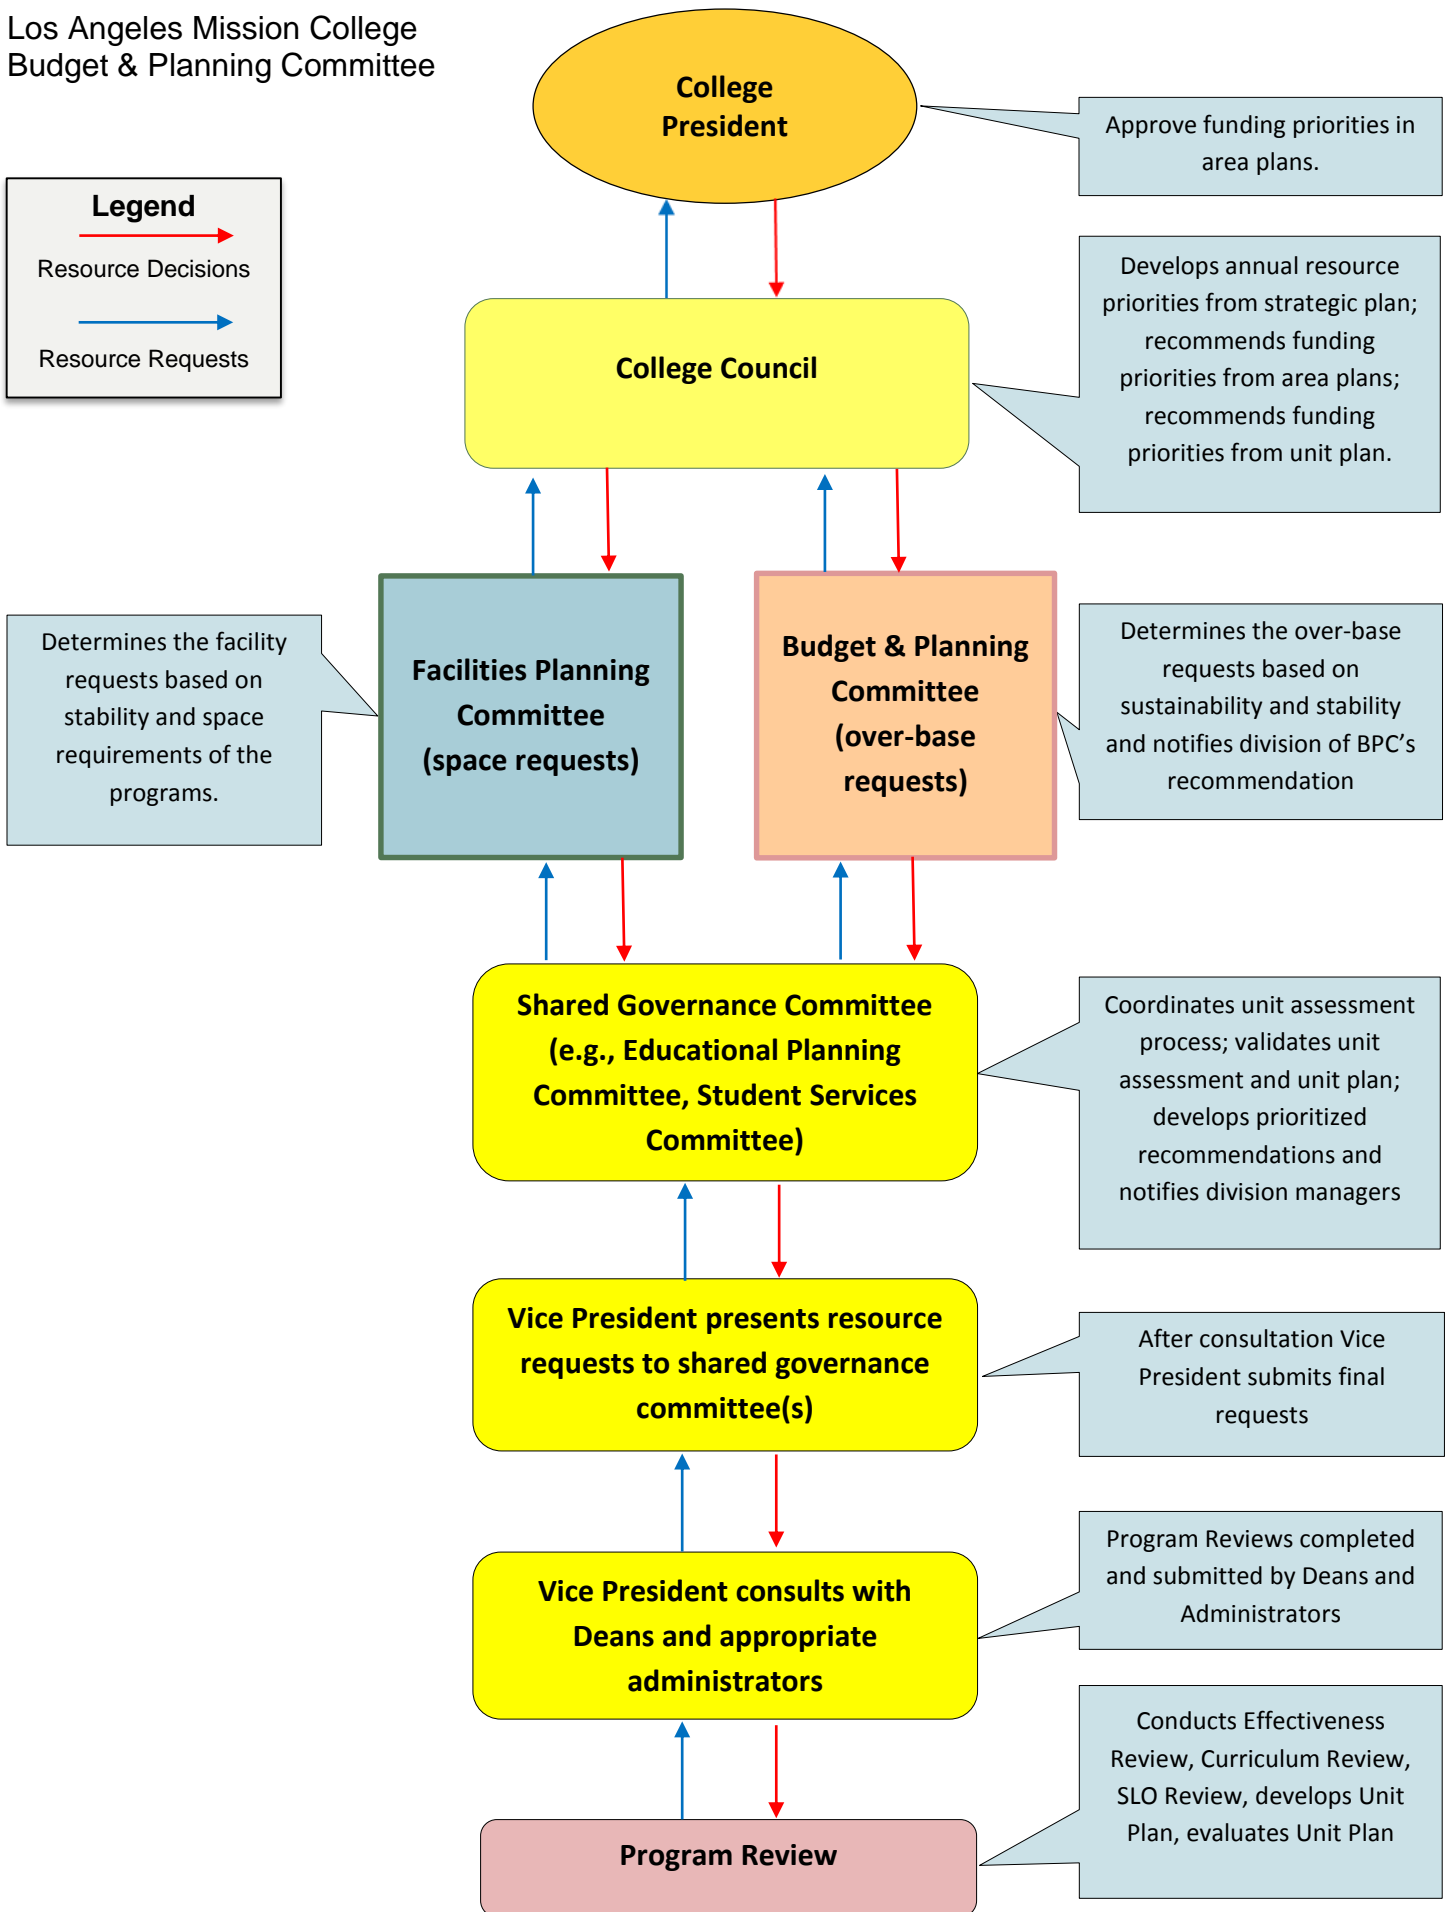 Los Angeles Mission College
Budget & Planning Committee
College
President
Approve funding priorities in
area plans.
Legend
Resource Decisions
Resource Requests
Develops annual resource
priorities from strategic plan;
recommends funding
priorities from area plans;
recommends funding
priorities from unit plan.
College Council
Determines the facility
requests based on
stability and space
requirements of the
programs.
Facilities Planning
Committee
(space requests)
Budget & Planning
Committee
(over-base
requests)
Determines the over-base
requests based on
sustainability and stability
and notifies division of BPC’s
recommendation
Shared Governance Committee
(e.g., Educational Planning
Committee, Student Services
Committee)
Coordinates unit assessment
process; validates unit
assessment and unit plan;
develops prioritized
recommendations and
notifies division managers
Vice President presents resource
requests to shared governance
committee(s)
After consultation Vice
President submits final
requests
Vice President consults with
Deans and appropriate
administrators
Program Reviews completed
and submitted by Deans and
Administrators
Conducts Effectiveness
Review, Curriculum Review,
SLO Review, develops Unit
Plan, evaluates Unit Plan
Program Review